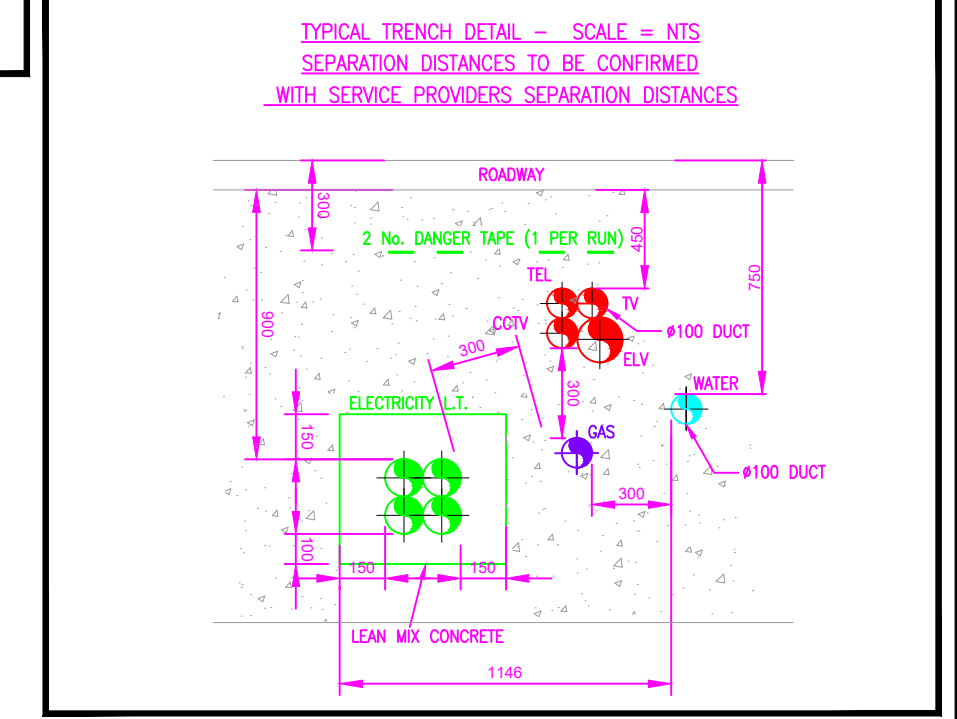 TYPICAL TRENCH DETAIL - SCALE = NTS
SEPARATION DISTANCES TO BE CONFIRMED
WITH SERVICE PROVIDERS SEPARATION DISTANCES
ROADWAY
300
2 No. DANGER TAPE (1 PER RUN)
450
TEL
750
TV
900
CCTV
ø100 DUCT
300
ELV
WATER
300
ELECTRICITY L.T.
150
GAS
ø100 DUCT
300
100
150
150
LEAN MIX CONCRETE
1146